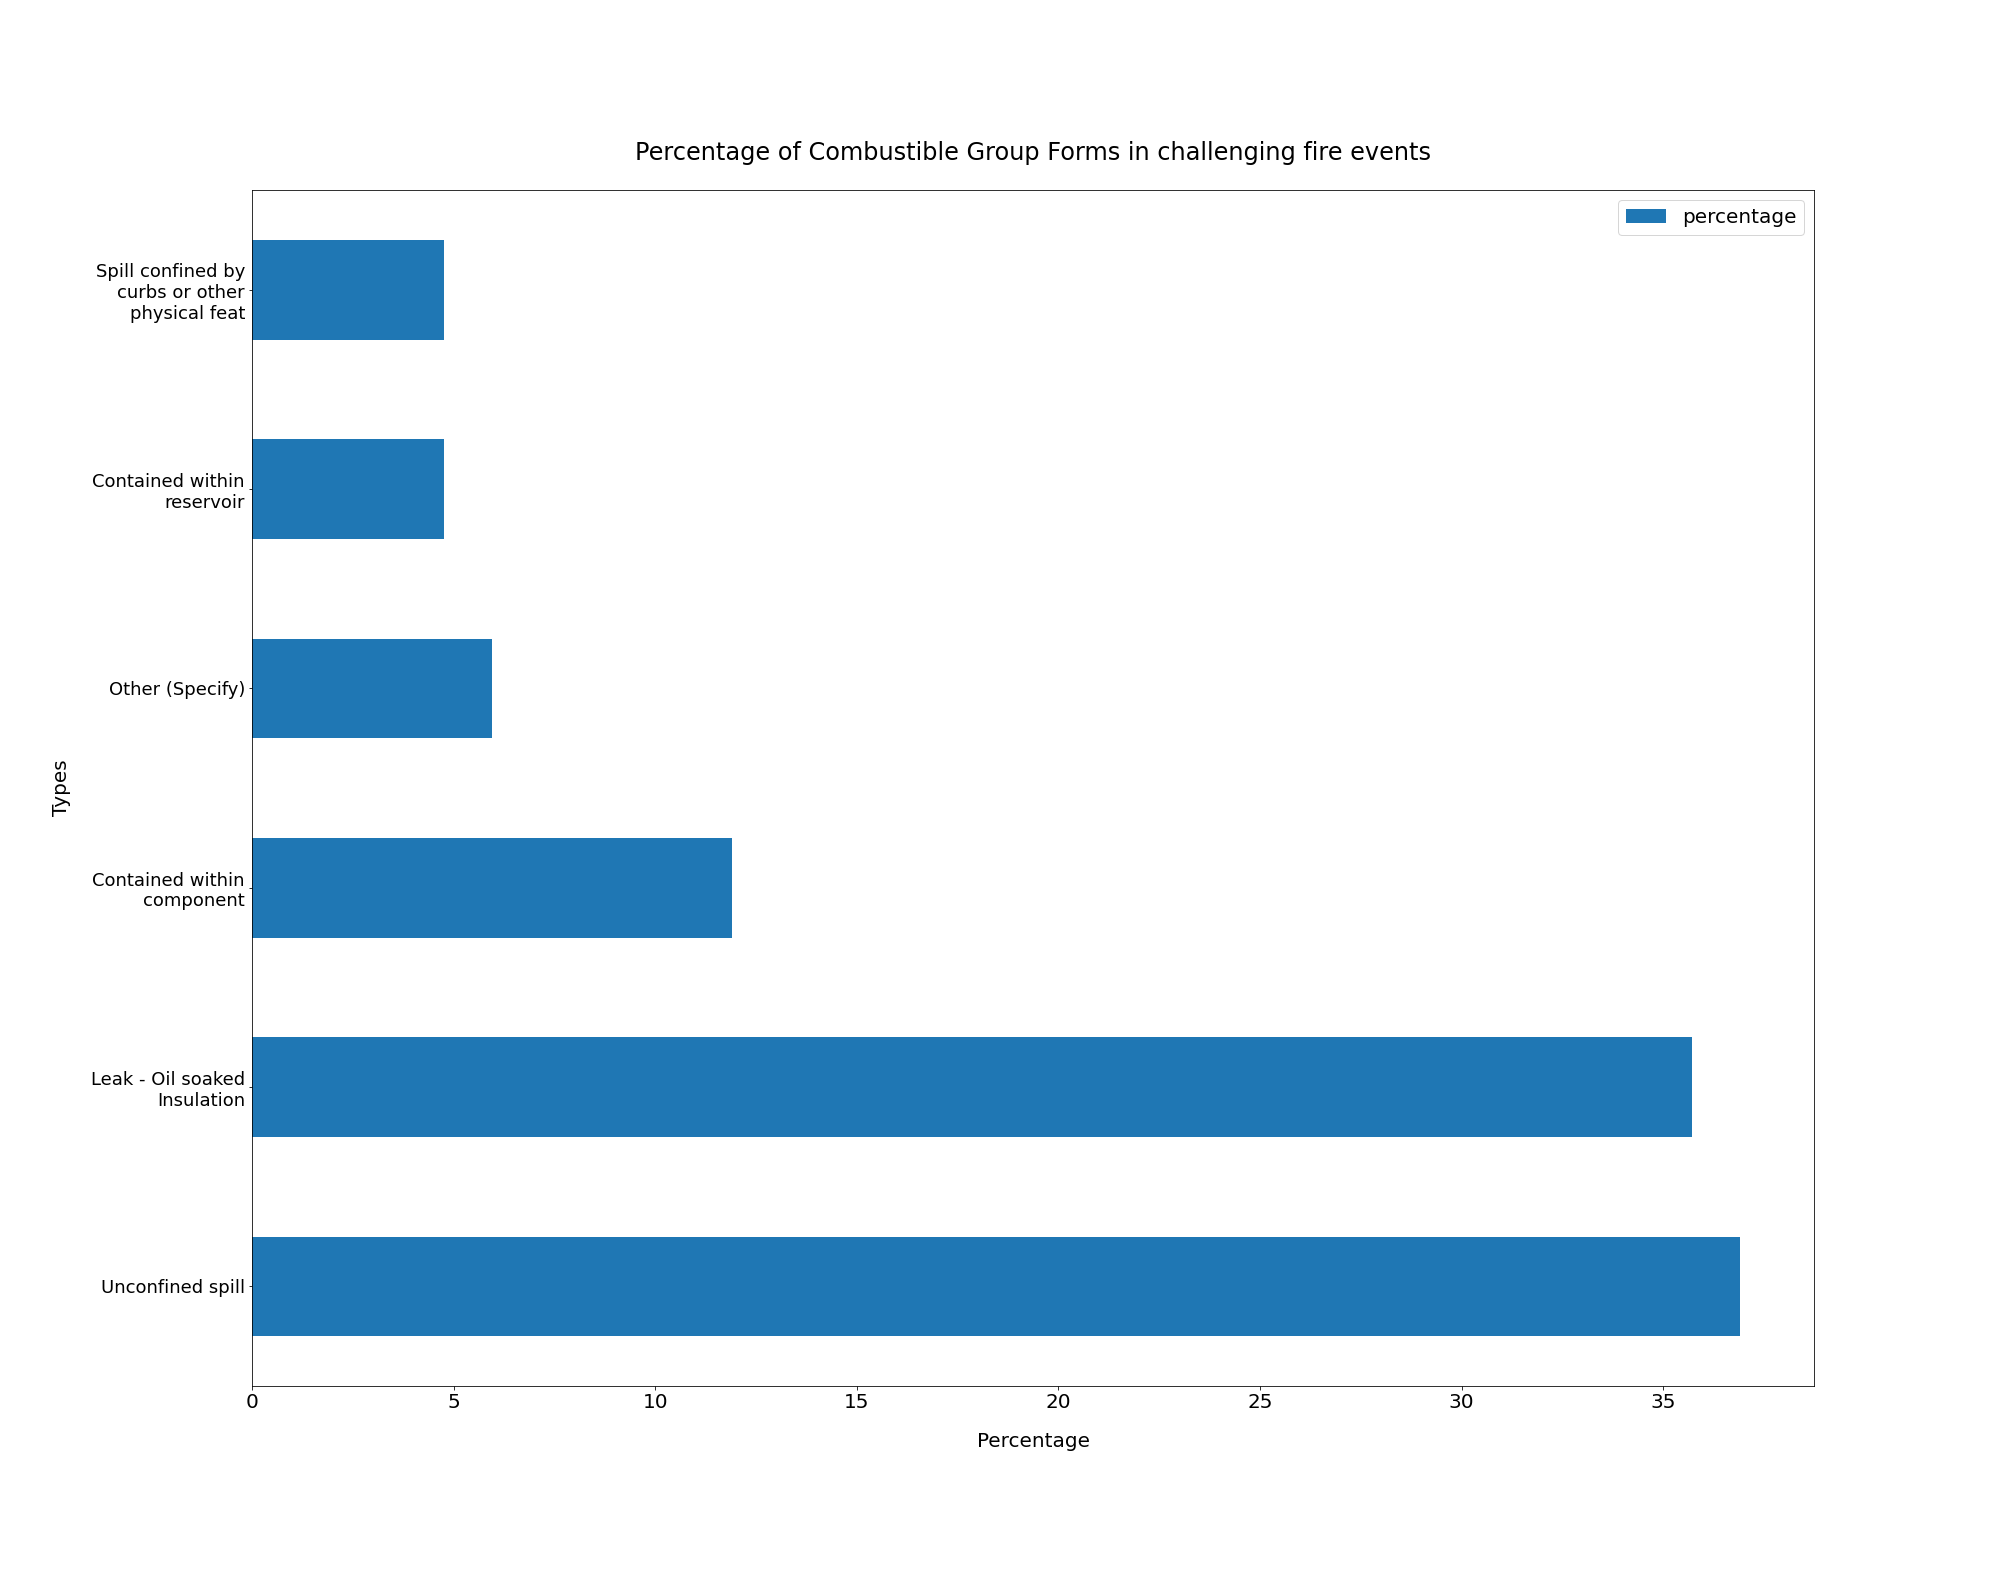 Percentage of Combustible Group Forms in challenging fire events
percentage
Spill confined by
curbs or other
physical feat
Contained within
reservoir
Other (Specify)
Contained within
component
Leak - Oil soaked
Insulation
Unconfined spill
Types
0 5 10 15 20 25 30 35
Percentage